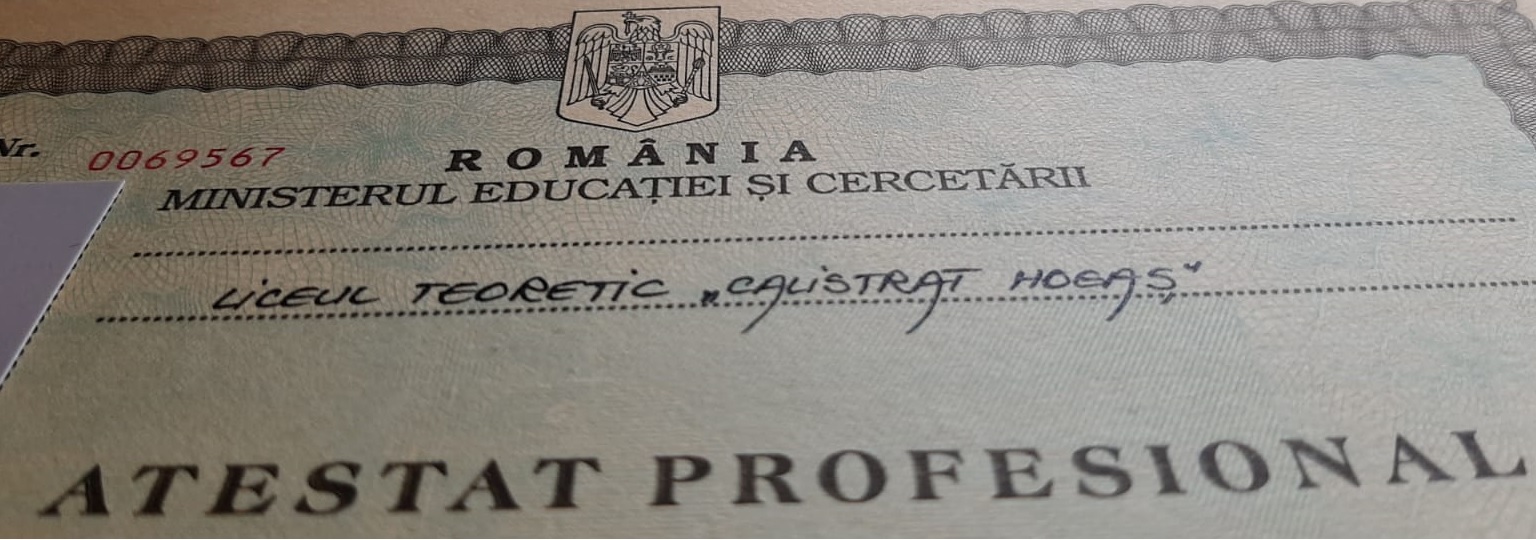 Nr. 0069567
ROMÂNIA
MINISTERUL EDUCAȚIEI ȘI CERCETĂRII
LICEUL TEORETIC „CALISTRAT HOGAȘ"
ATESTAT PROFESIONAL